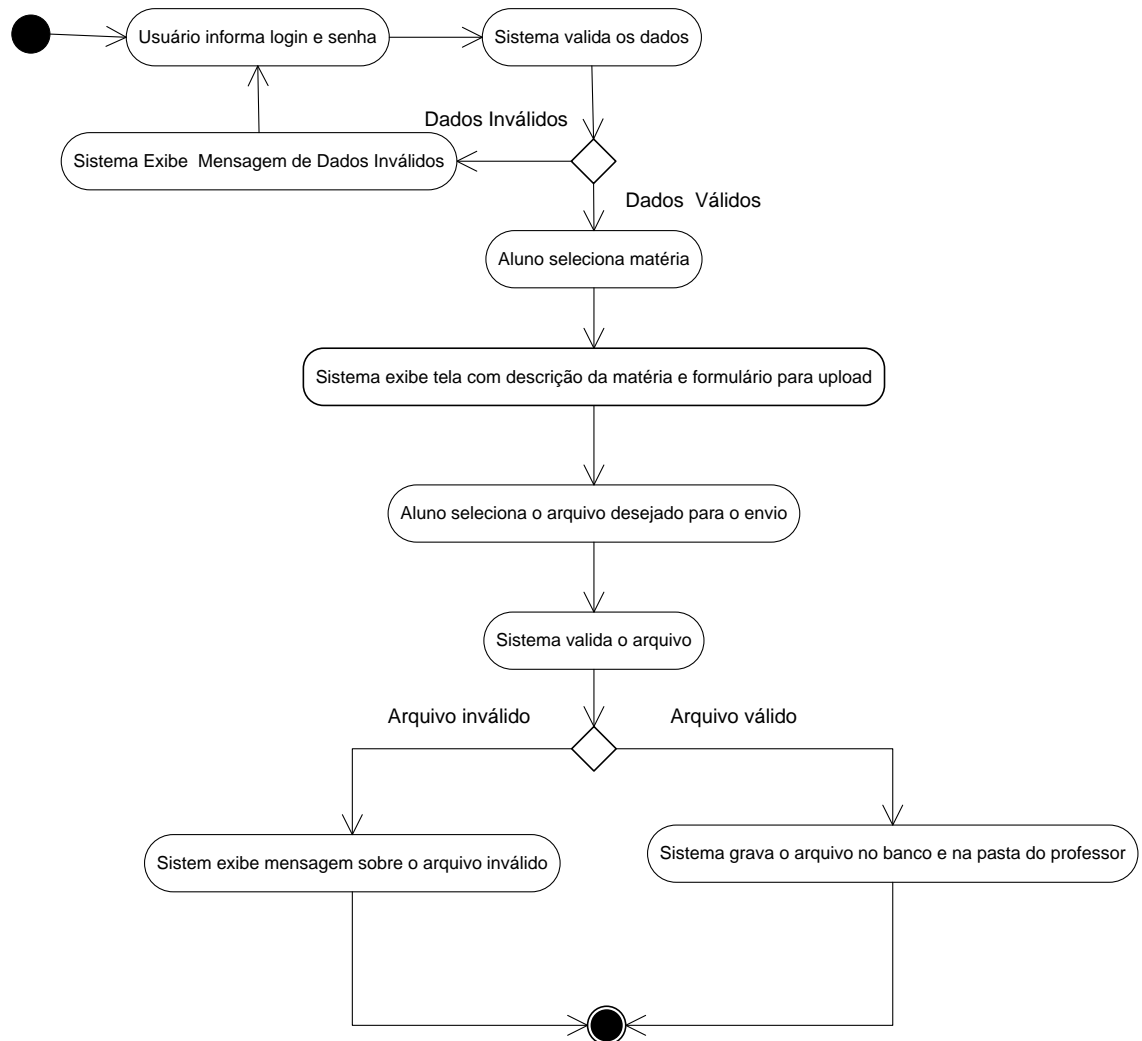 Usuário informa login e senha
Sistema valida os dados
Dados Inválidos
Sistema Exibe  Mensagem de Dados Inválidos
Dados  Válidos
Aluno seleciona matéria
Sistema exibe tela com descrição da matéria e formulário para upload
Aluno seleciona o arquivo desejado para o envio
Sistema valida o arquivo
Arquivo inválido
Arquivo válido
Sistem exibe mensagem sobre o arquivo inválido
Sistema grava o arquivo no banco e na pasta do professor